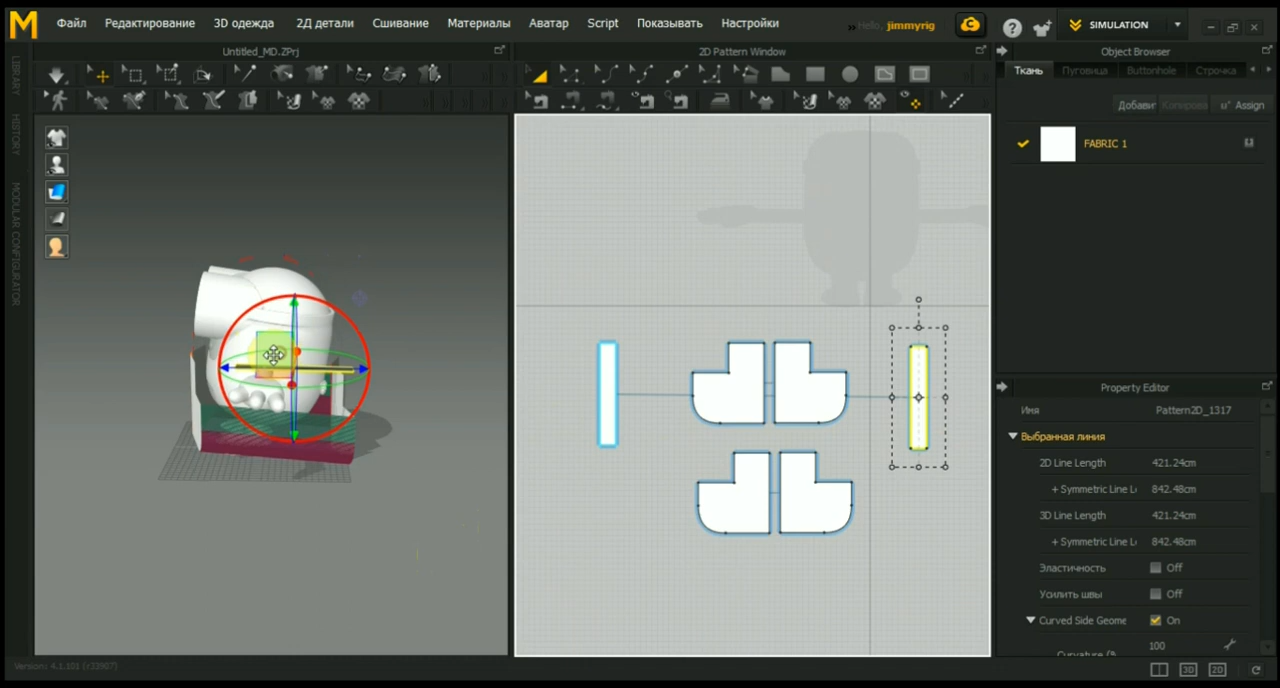 M Файл Редактирование 3D одежда 2Д детали Сшивание Материалы Аватар Script Показывать Настройки
Hello, jimmyrig
SIMULATION
Untitled_MD.ZPrj
2D Pattern Window
Object Browser
LIBRARY
HISTORY
MODULAR CONFIGURATOR
Ткань Пуговица Buttonhole Строчка
Добавит Копирова Assign
FABRIC 1
Property Editor
Имя Pattern2D_1317
Выбранная линия
2D Line Length 421.24cm
+ Symmetric Line L 842.48cm
3D Line Length 421.24cm
+ Symmetric Line L 842.48cm
Эластичность Off
Усилить швы Off
Curved Side Geome On
Curvature (% 100
Version: 4.1.101 (r33907)
3D 2D